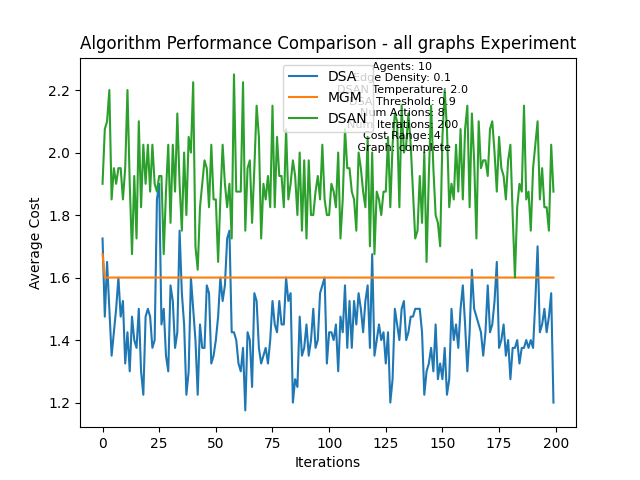 Algorithm Performance Comparison - all graphs Experiment
Agents: 10
Edge Density: 0.1
DSAN Temperature: 2.0
DSA Threshold: 0.9
Num Actions: 8
Num Iterations: 200
Range: 4
Graph: complete
DSA
MGM
DSAN
Average Cost
2.2
2.0
1.8
1.6
1.4
1.2
0
25
50
75
100
125
150
175
200
Iterations